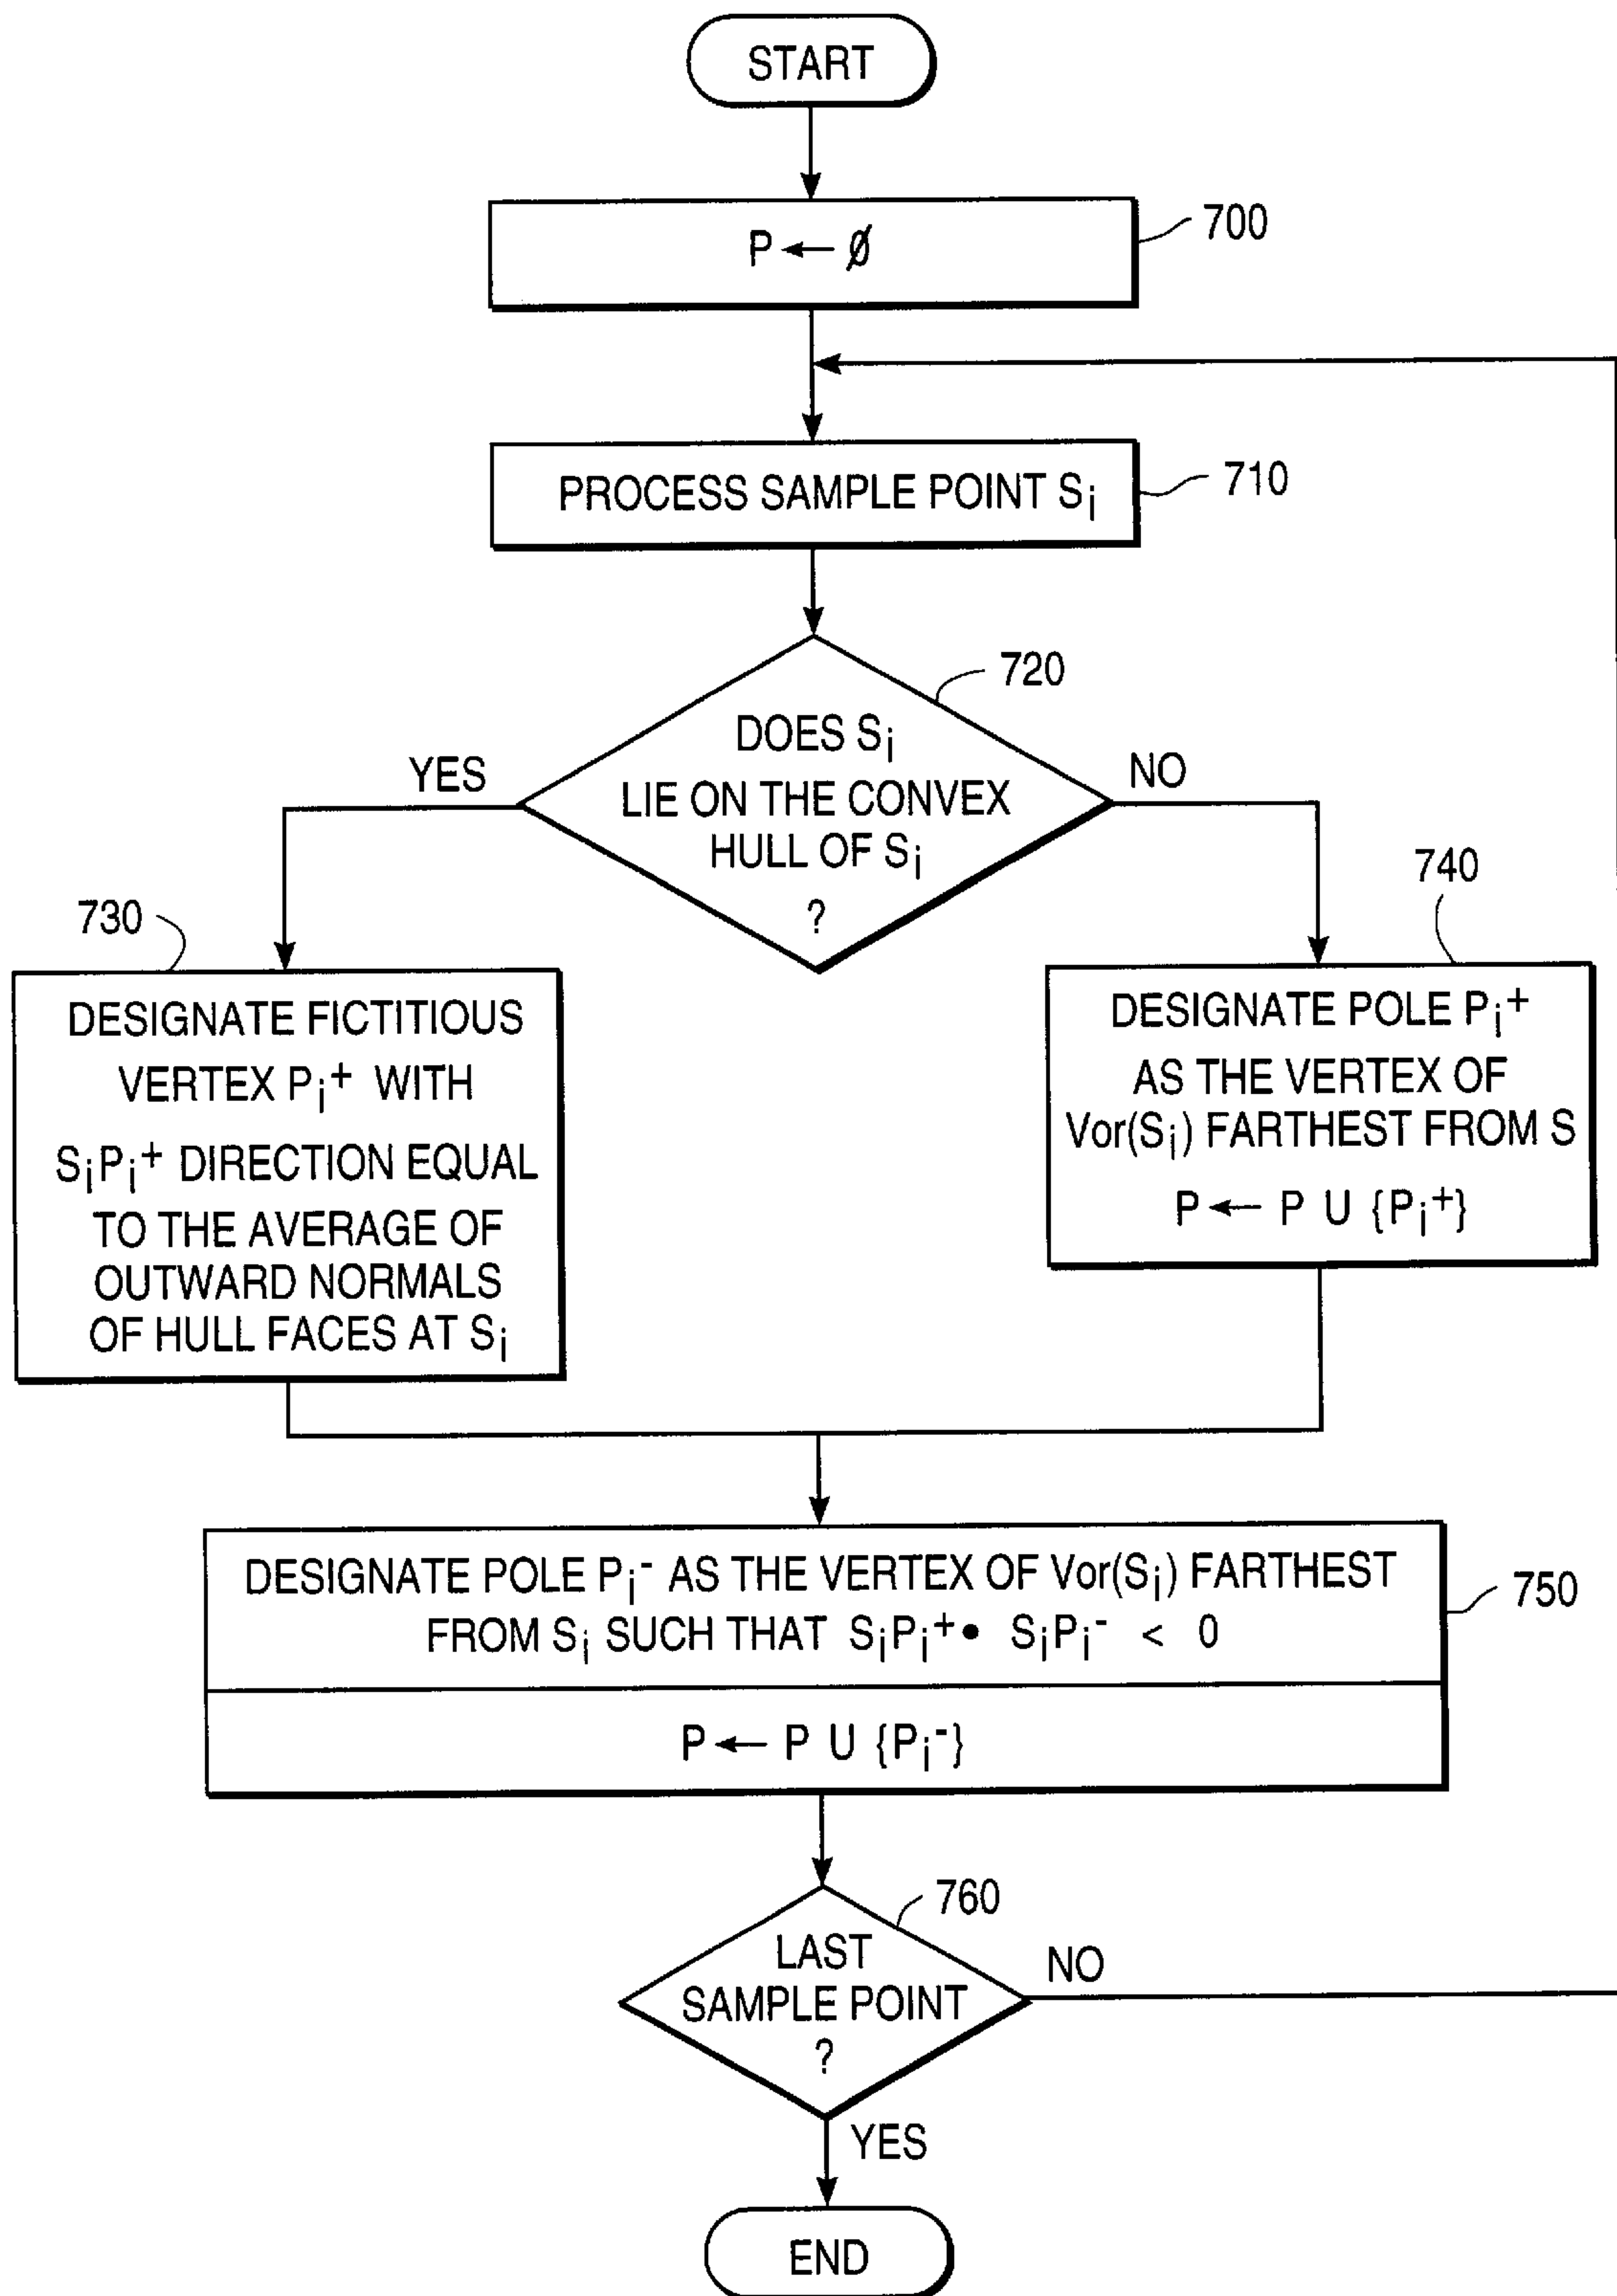 START
P ← ∅
700
PROCESS SAMPLE POINT Si
710
720
DOES Si
LIE ON THE CONVEX
HULL OF Si
?
YES
NO
730
DESIGNATE FICTITIOUS
VERTEX Pi+ WITH
SiPi+ DIRECTION EQUAL
TO THE AVERAGE OF
OUTWARD NORMALS
OF HULL FACES AT Si
740
DESIGNATE POLE Pi+
AS THE VERTEX OF
Vor(Si) FARTHEST FROM S
P ← P U {Pi+}
DESIGNATE POLE Pi- AS THE VERTEX OF Vor(Si) FARTHEST
FROM Si SUCH THAT SiPi+ • SiPi- < 0
750
P ← P U {Pi-}
760
LAST
SAMPLE POINT
?
NO
YES
END